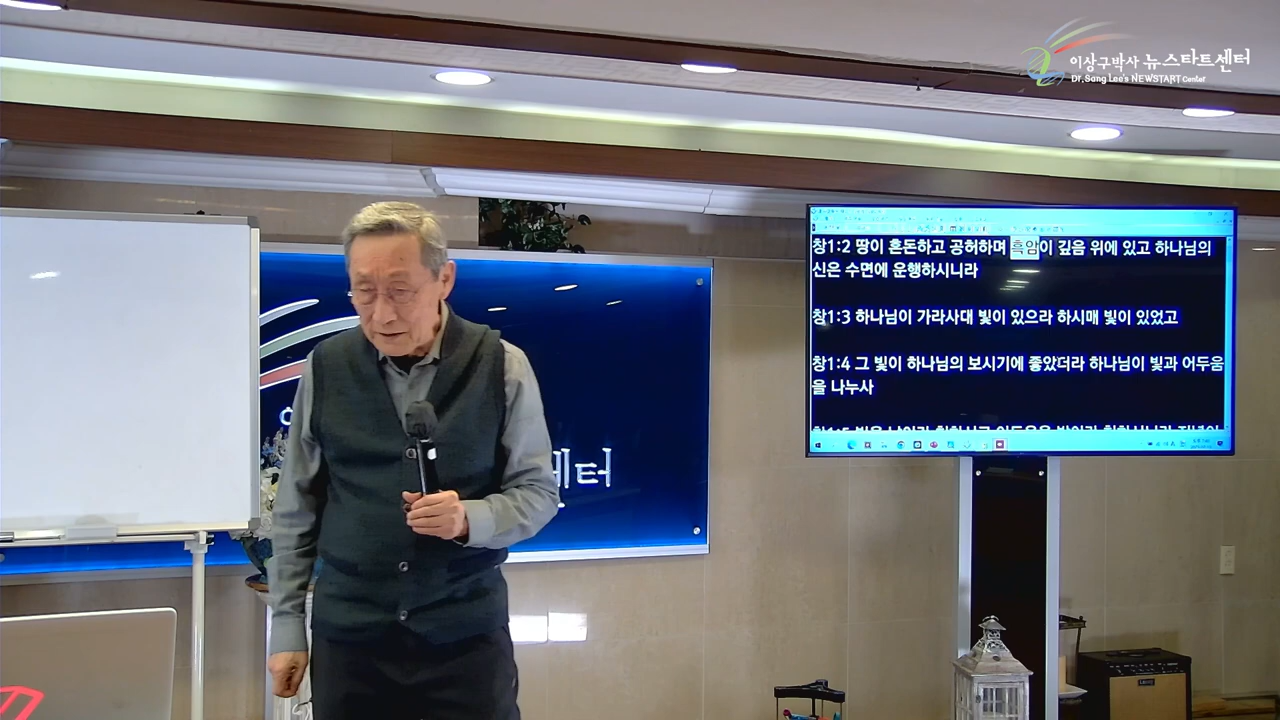 이상구박사 뉴스타트센터
Dr. Sang Lee's NEWSTART Center
창1:2 땅이 혼돈하고 공허하며 흑암이 깊음 위에 있고 하나님의
신은 수면에 운행하시니라
창1:3 하나님이 가라사대 빛이 있으라 하시매 빛이 있었고
창1:4 그 빛이 하나님의 보시기에 좋았더라 하나님이 빛과 어두움
을 나누사
센터